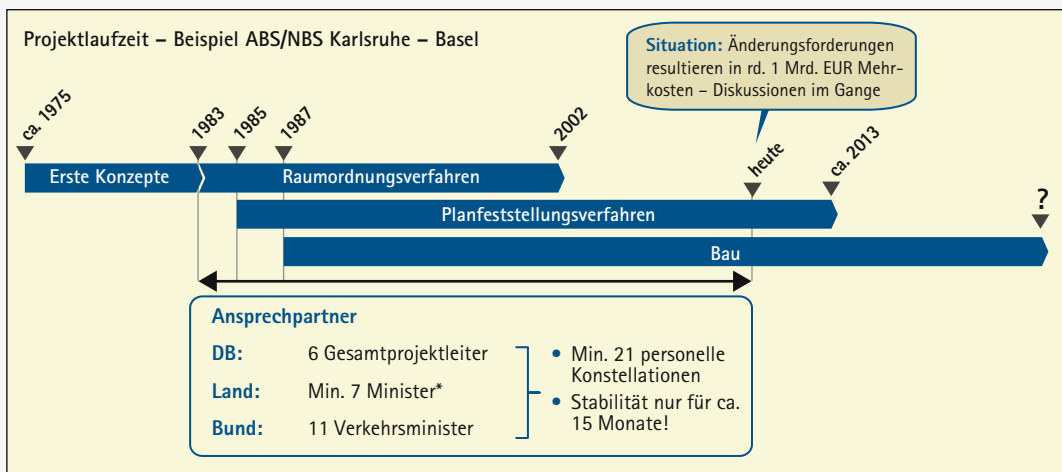 Projektlaufzeit – Beispiel ABS/NBS Karlsruhe – Basel
Situation: Änderungsforderungen
resultieren in rd. 1 Mrd. EUR Mehr-
kosten – Diskussionen im Gange
ca. 1975
1983
1985
1987
2002
heute
ca. 2013
?
Erste Konzepte
Raumordnungsverfahren
Planfeststellungsverfahren
Bau
Ansprechpartner
DB: 6 Gesamtprojektleiter
Land: Min. 7 Minister*
Bund: 11 Verkehrsminister
• Min. 21 personelle
Konstellationen
• Stabilität nur für ca.
15 Monate!